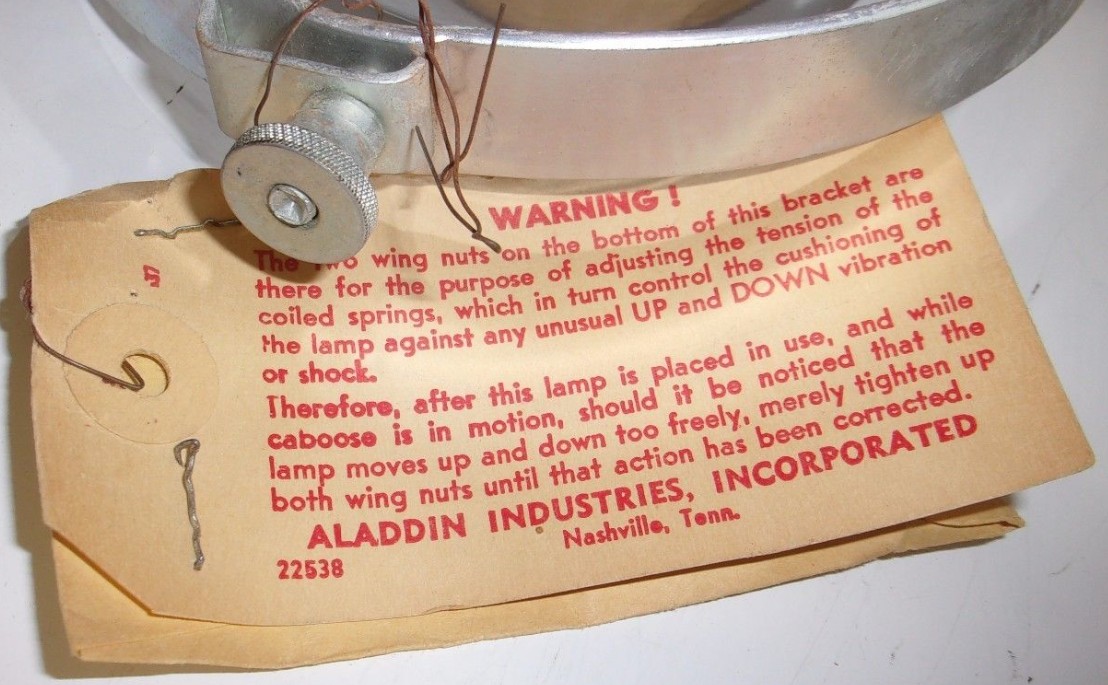 WARNING !
The two wing nuts on the bottom of this bracket are
there for the purpose of adjusting the tension of the
coiled springs, which in turn control the cushioning of
the lamp against any unusual UP and DOWN vibration
or shock.
Therefore, after this lamp is placed in use, and while
caboose is in motion, should it be noticed that the
lamp moves up and down too freely, merely tighten up
both wing nuts until that action has been corrected.
ALADDIN INDUSTRIES, INCORPORATED
Nashville, Tenn.
22538